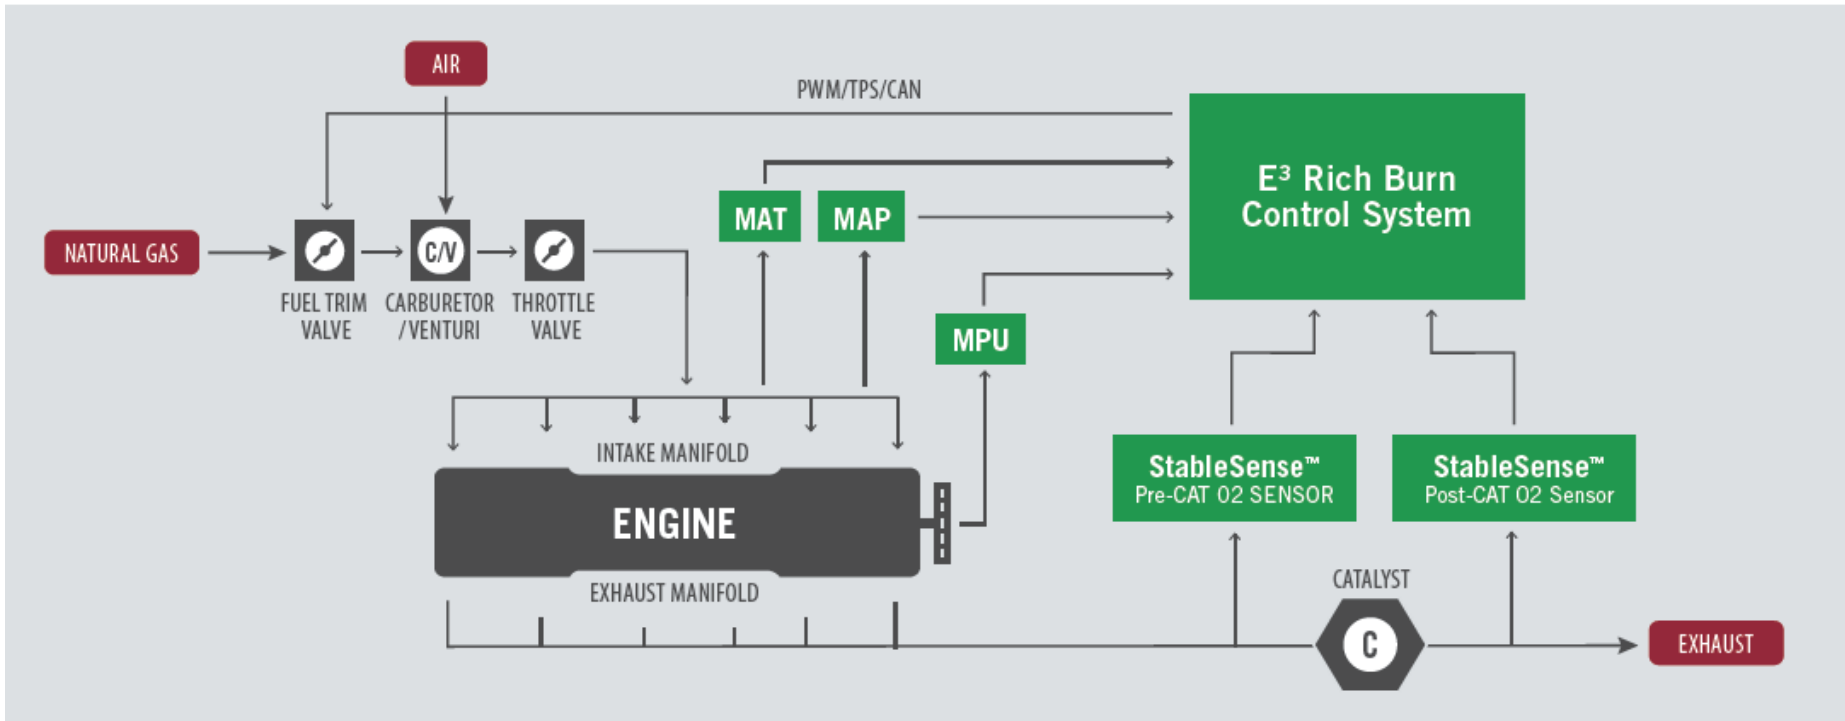 AIR
PWM/TPS/CAN
E³ Rich Burn
Control System
MAT
MAP
NATURAL GAS
C/V
FUEL TRIM
VALVE
CARBURETOR
/ VENTURI
THROTTLE
VALVE
MPU
INTAKE MANIFOLD
ENGINE
EXHAUST MANIFOLD
StableSense™
Pre-CAT O2 SENSOR
StableSense™
Post-CAT O2 Sensor
CATALYST
C
EXHAUST